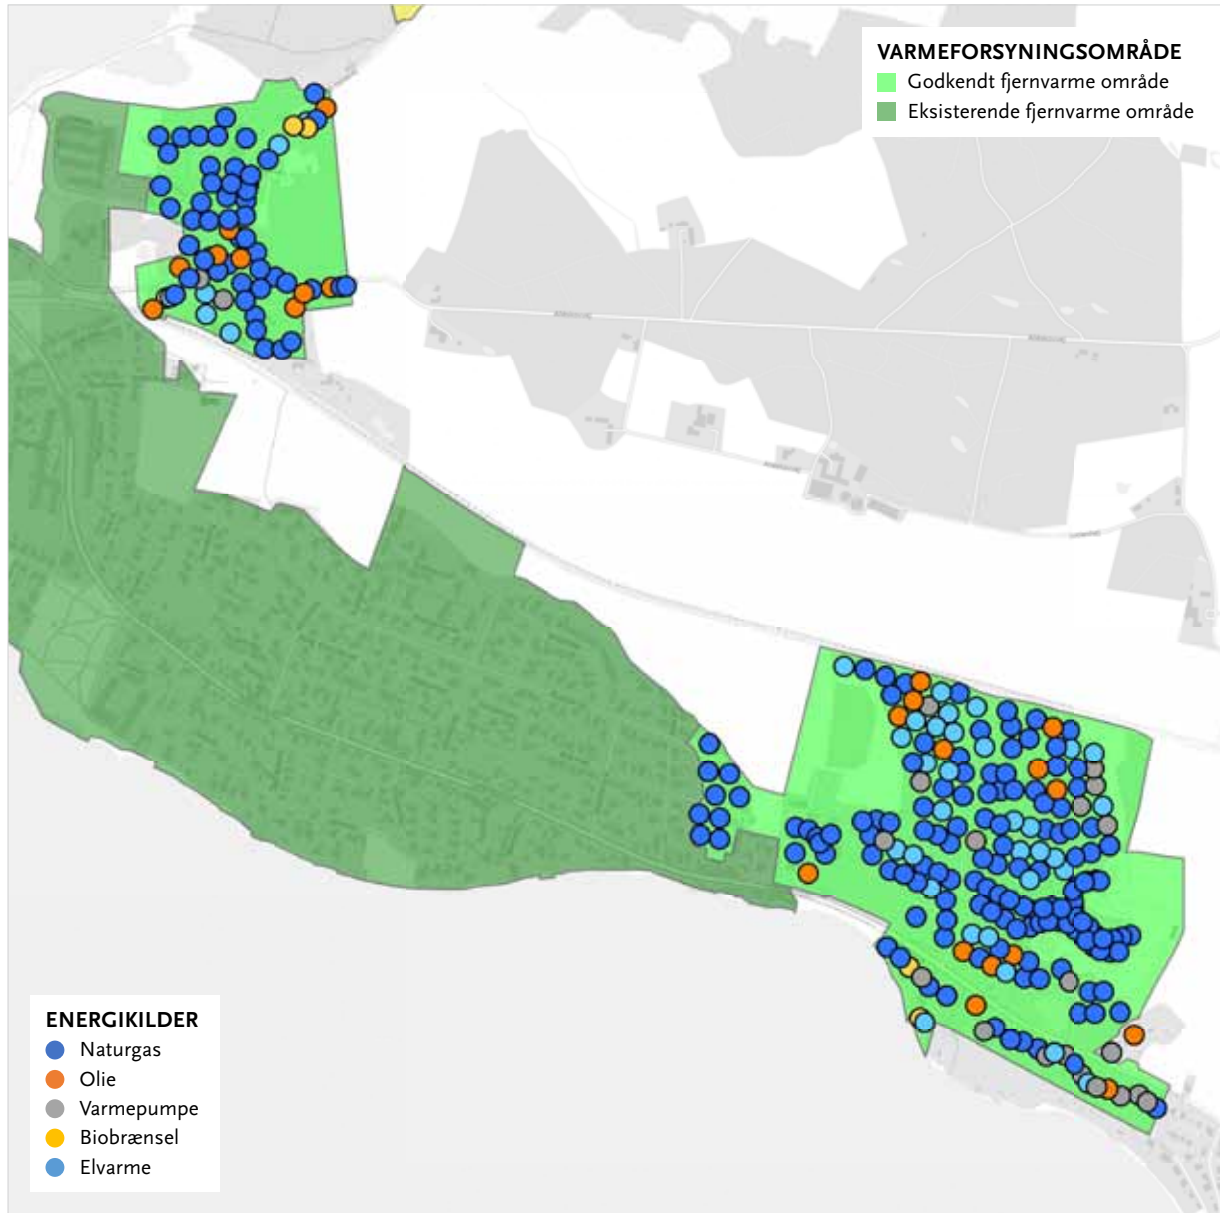 VARMEFORSYNINGSOMRÅDE
Godkendt fjernvarme område
Eksisterende fjernvarme område
ENERGIKILDER
Naturgas
Olie
Varmepumpe
Biobrænsel
Elvarme